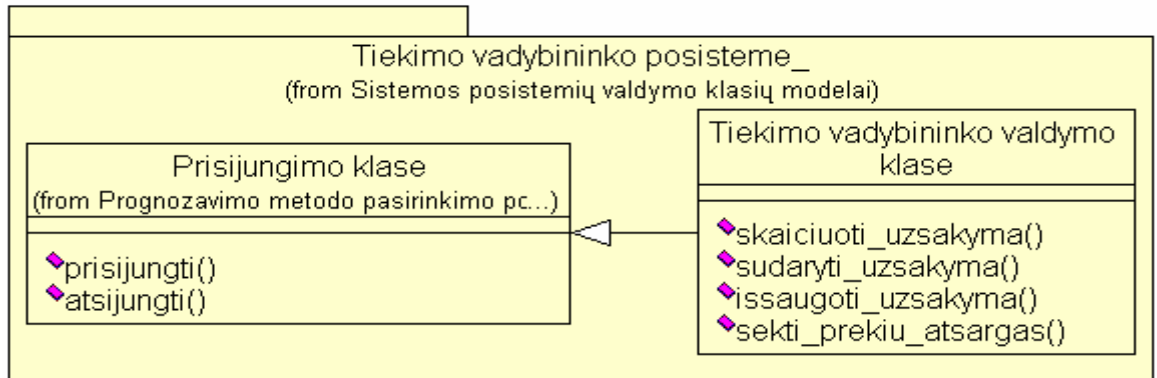 Tiekimo vadybininko posisteme_
(from Sistemos posistemių valdymo klasių modelai)
Prisijungimo klase
(from Prognozavimo metodo pasirinkimo pc...)
prisijungti()
atsijungti()
Tiekimo vadybininko valdymo
klase
skaiciuoti_uzsakyma()
sudaryti_uzsakyma()
issaugoti_uzsakyma()
sekti_prekiu_atsargas()